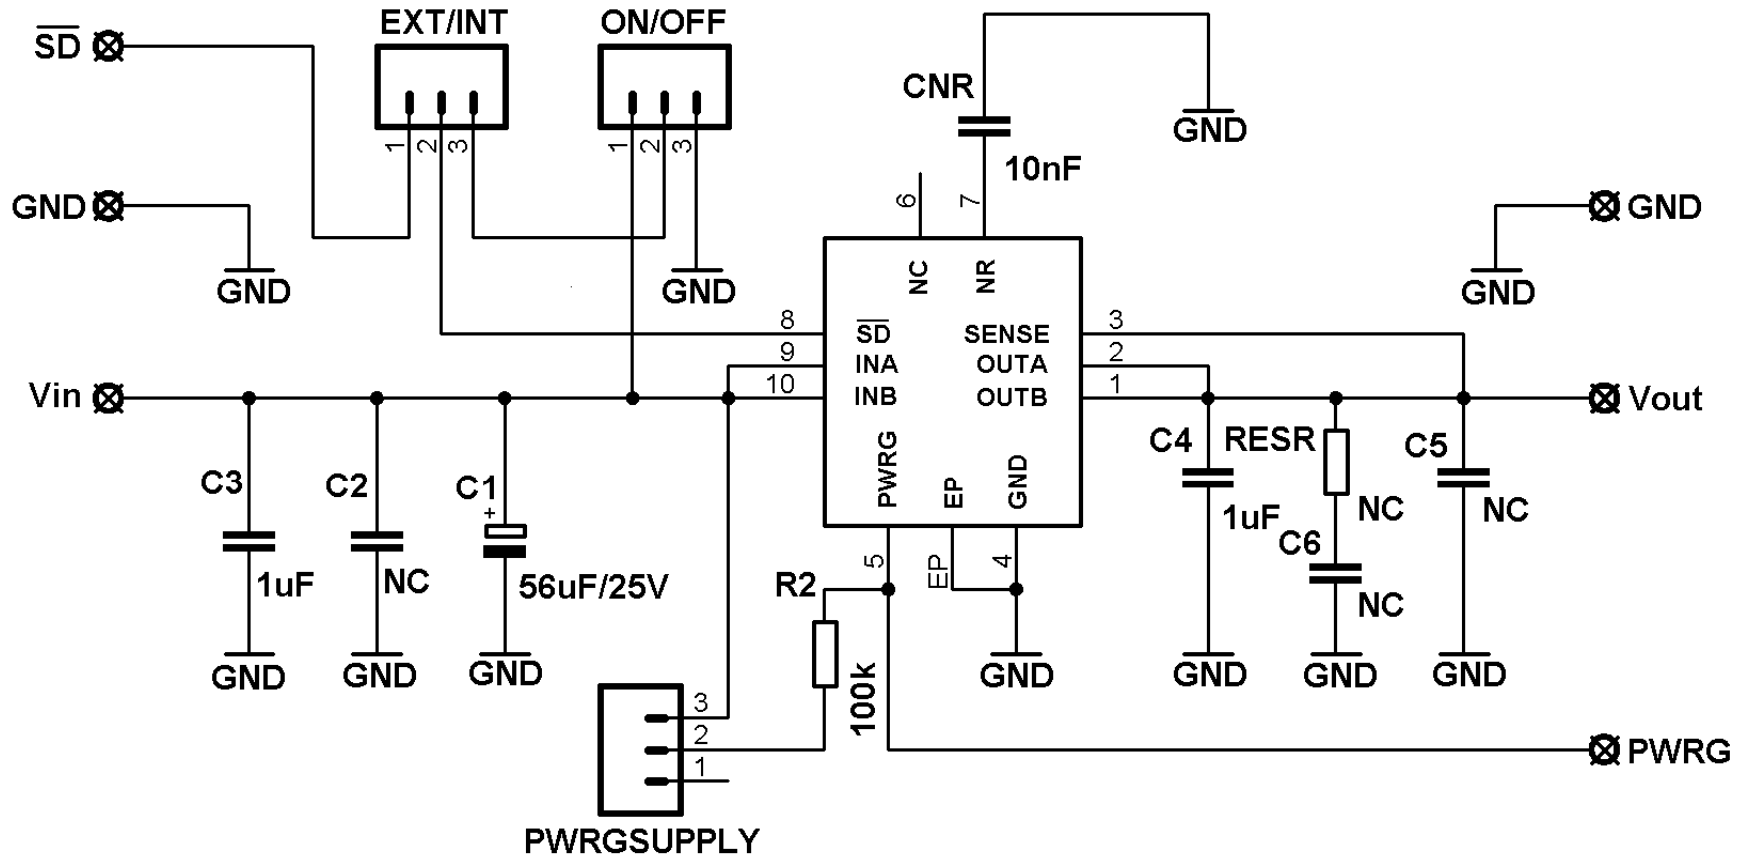 SD
EXT/INT
ON/OFF
1
2
3
1
2
3
CNR
10nF
GND
GND
GND
GND
GND
GND
6
7
NC
NR
8
9
10
SD
INA
INB
SENSE
OUTA
OUTB
3
2
1
Vin
Vout
PWRG
EP
GND
5
EP
4
C3
1uF
GND
C2
NC
GND
C1
+
56uF/25V
GND
R2
100k
GND
C4
1uF
GND
RESR
NC
C6
NC
GND
C5
NC
GND
3
2
1
PWRGSUPPLY
PWRG